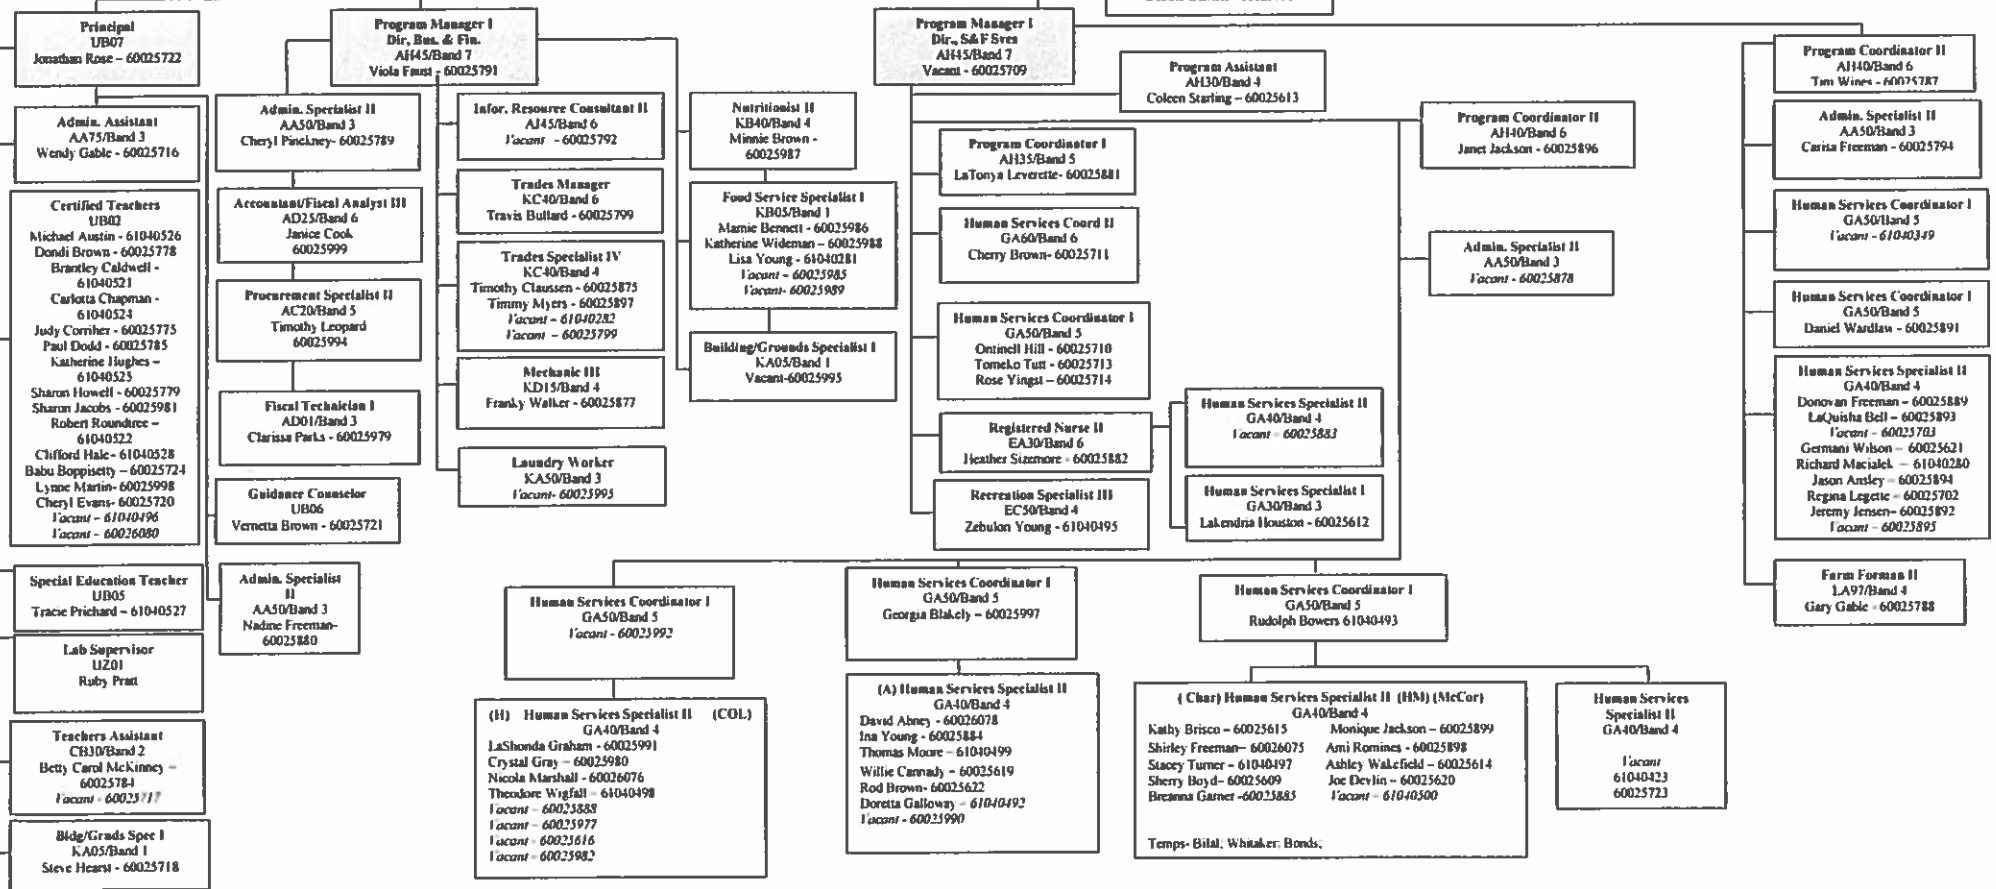 Principal
UB07
Jonathan Rose – 60025722
Admin. Assistant
AA75/Band 3
Wendy Gable - 60025716
Certified Teachers
UB02
Michael Austin - 61040526
Dondi Brown - 60025778
Brantley Caldwell -
61040521
Carlotta Chapman -
61040524
Judy Corriher - 60025775
Paul Dodd - 60025785
Katherine Hughes –
61040525
Sharon Howell - 60025779
Sharon Jacobs - 60025981
Robert Roundtree –
61040522
Clifford Hale - 61040528
Babu Boppisetty – 60025724
Lynne Martin- 60025998
Cheryl Evans- 60025720
Vacant – 61040496
Vacant – 60026080
Special Education Teacher
UB05
Tracie Prichard – 61040527
Lab Supervisor
UZ01
Ruby Pratt
Teachers Assistant
CB30/Band 2
Betty Carol McKinney –
60025784
Vacant - 60025717
Bldg/Grnds Spec I
KA05/Band 1
Steve Hearst - 60025718
Program Manager I
Dir, Bus. & Fin.
AH45/Band 7
Viola Faust - 60025791
Admin. Specialist II
AA50/Band 3
Cheryl Pinckney- 60025789
Accountant/Fiscal Analyst III
AD25/Band 6
Janice Cook
60025999
Procurement Specialist II
AC20/Band 5
Timothy Leopard
60025994
Fiscal Technician I
AD01/Band 3
Clarissa Parks - 60025979
Guidance Counselor
UB06
Vernetta Brown - 60025721
Admin. Specialist
II
AA50/Band 3
Nadine Freeman-
60025880
Infor. Resource Consultant II
AJ45/Band 6
Vacant - 60025792
Trades Manager
KC40/Band 6
Travis Bullard - 60025799
Trades Specialist IV
KC40/Band 4
Timothy Claussen - 60025875
Timmy Myers - 60025897
Vacant – 61040282
Vacant – 60025799
Mechanic III
KD15/Band 4
Franky Walker - 60025877
Laundry Worker
KA50/Band 3
Vacant- 60025995
Nutritionist II
KB40/Band 4
Minnie Brown -
60025987
Food Service Specialist I
KB05/Band 1
Mamie Bennett - 60025986
Katherine Wideman – 60025988
Lisa Young - 61040281
Vacant – 60025985
Vacant- 60025989
Building/Grounds Specialist I
KA05/Band 1
Vacant-60025995
Program Manager I
Dir., S&F Svcs
AH45/Band 7
Vacant - 60025709
Program Assistant
AH30/Band 4
Coleen Starling – 60025613
Program Coordinator I
AH35/Band 5
LaTonya Leverette- 60025881
Human Services Coord II
GA60/Band 6
Cherry Brown- 60025711
Human Services Coordinator I
GA50/Band 5
Ontinell Hill - 60025710
Tomeko Tutt - 60025713
Rose Yingst – 60025714
Registered Nurse II
EA30/Band 6
Heather Sizemore - 60025882
Recreation Specialist III
EC50/Band 4
Zebulon Young - 61040495
Human Services Specialist II
GA40/Band 4
Vacant – 60025883
Human Services Specialist I
GA30/Band 3
Lakendria Houston - 60025612
Program Coordinator II
AH40/Band 6
Janet Jackson - 60025896
Admin. Specialist II
AA50/Band 3
Vacant - 60025878
Program Coordinator II
AH40/Band 6
Tim Wines - 60025787
Admin. Specialist II
AA50/Band 3
Carisa Freeman - 60025794
Human Services Coordinator I
GA50/Band 5
Vacant - 61040349
Human Services Coordinator I
GA50/Band 5
Daniel Wardlaw - 60025891
Human Services Specialist II
GA40/Band 4
Donovan Freeman - 60025889
LaQuisha Bell – 60025893
Vacant – 60025703
Germani Wilson – 60025621
Richard Macialek – 61040280
Jason Ansley – 60025894
Regina Legette – 60025702
Jeremy Jensen– 60025892
Vacant – 60025895
Farm Forman II
LA97/Band 4
Gary Gable - 60025788
Human Services Coordinator I
GA50/Band 5
Vacant - 60025992
(H) Human Services Specialist II (COL)
GA40/Band 4
LaShonda Graham - 60025991
Crystal Gray – 60025980
Nicola Marshall - 60026076
Theodore Wigfall – 61040498
Vacant – 60025888
Vacant – 60025977
Vacant – 60025616
Vacant – 60025982
Human Services Coordinator I
GA50/Band 5
Georgia Blakely – 60025997
(A) Human Services Specialist II
GA40/Band 4
David Abney - 60026078
Ina Young - 60025884
Thomas Moore – 61040499
Willie Cannady – 60025619
Rod Brown- 60025622
Doretta Galloway – 61040492
Vacant - 60025990
Human Services Coordinator I
GA50/Band 5
Rudolph Bowers 61040493
( Char) Human Services Specialist II (HM) (McCor)
GA40/Band 4
Kathy Brisco – 60025615 Monique Jackson – 60025899
Shirley Freeman– 60026075 Ami Romines - 60025898
Stacey Turner – 61040497 Ashley Wakefield – 60025614
Sherry Boyd– 60025609 Joe Devlin – 60025620
Breanna Garner -60025885 Vacant – 61040500
Temps- Bilal, Whitaker, Bonds,
Human Services
Specialist II
GA40/Band 4
Vacant
61040423
60025723